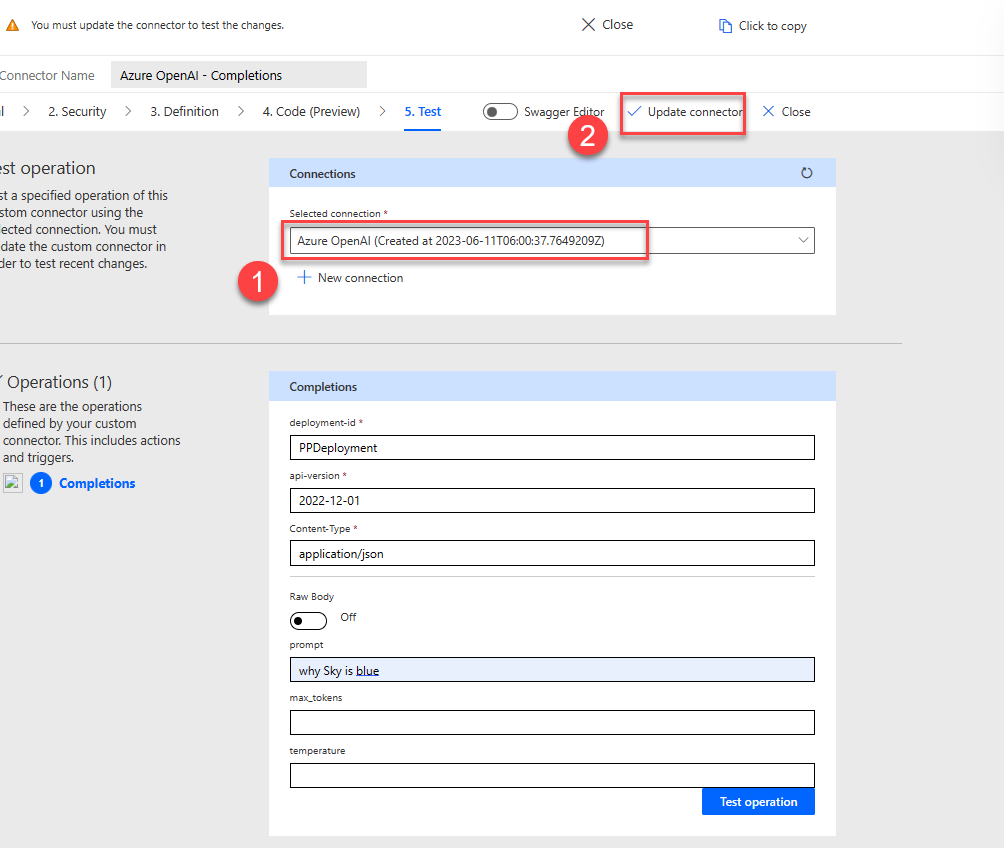 You must update the connector to test the changes.
Close
Click to copy
Connector Name
Azure OpenAI - Completions
2. Security
3. Definition
4. Code (Preview)
5. Test
Swagger Editor
Update connector
Close
2
est operation
st a specified operation of this
stom connector using the
lected connection. You must
date the custom connector in
der to test recent changes.
Connections
Selected connection *
Azure OpenAI (Created at 2023-06-11T06:00:37.7649209Z)
1
New connection
Operations (1)
These are the operations
defined by your custom
connector. This includes actions
and triggers.
1 Completions
Completions
deployment-id *
PPDeployment
api-version *
2022-12-01
Content-Type *
application/json
Raw Body
Off
prompt
why Sky is blue
max_tokens
temperature
Test operation